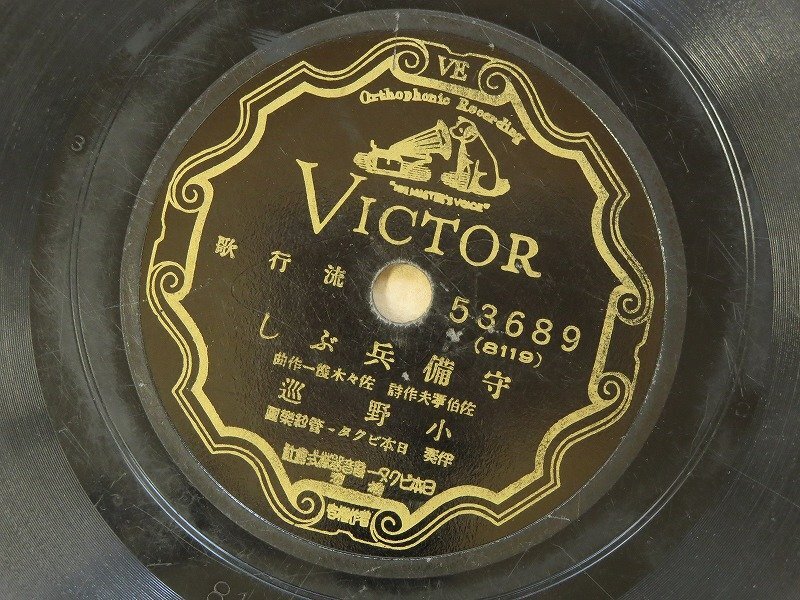 VE
Orthophonic Recording
"HIS MASTER'S VOICE"
VICTOR
流行歌
53689
(8119)
守備兵ぶし
佐伯孝夫作詩 佐々木俊一作曲
小野巡
伴奏 日本ビクター管絃樂團
日本ビクター蓄音器株式會社